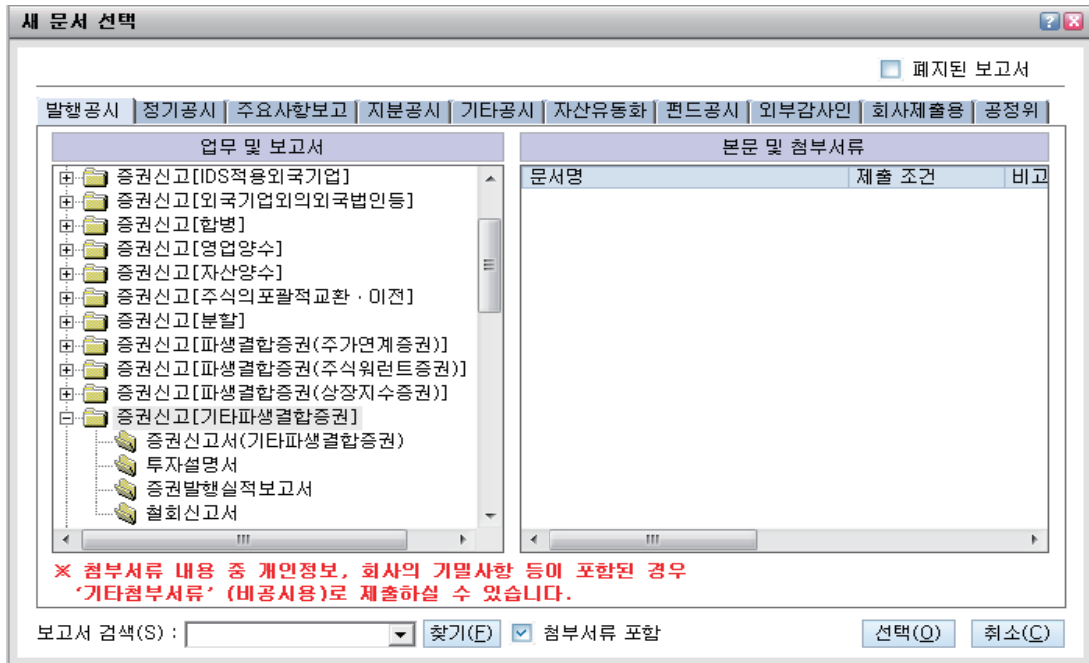 새 문서 선택
폐지된 보고서
발행공시 정기공시 주요사항보고 지분공시 기타공시 자산유동화 펀드공시 외부감사인 회사제출용 공정위
업무 및 보고서
본문 및 첨부서류
문서명 제출 조건 비고
증권신고[IDS적용외국기업]
증권신고[외국기업외의외국법인등]
증권신고[합병]
증권신고[영업양수]
증권신고[자산양수]
증권신고[주식의포괄적교환·이전]
증권신고[분할]
증권신고[파생결합증권(주가연계증권)]
증권신고[파생결합증권(주식워런트증권)]
증권신고[파생결합증권(상장지수증권)]
증권신고[기타파생결합증권]
증권신고서(기타파생결합증권)
투자설명서
증권발행실적보고서
철회신고서
※ 첨부서류 내용 중 개인정보, 회사의 기밀사항 등이 포함된 경우
'기타첨부서류' (비공시용)로 제출하실 수 있습니다.
보고서 검색(S) : 찾기(F) 첨부서류 포함 선택(O) 취소(C)